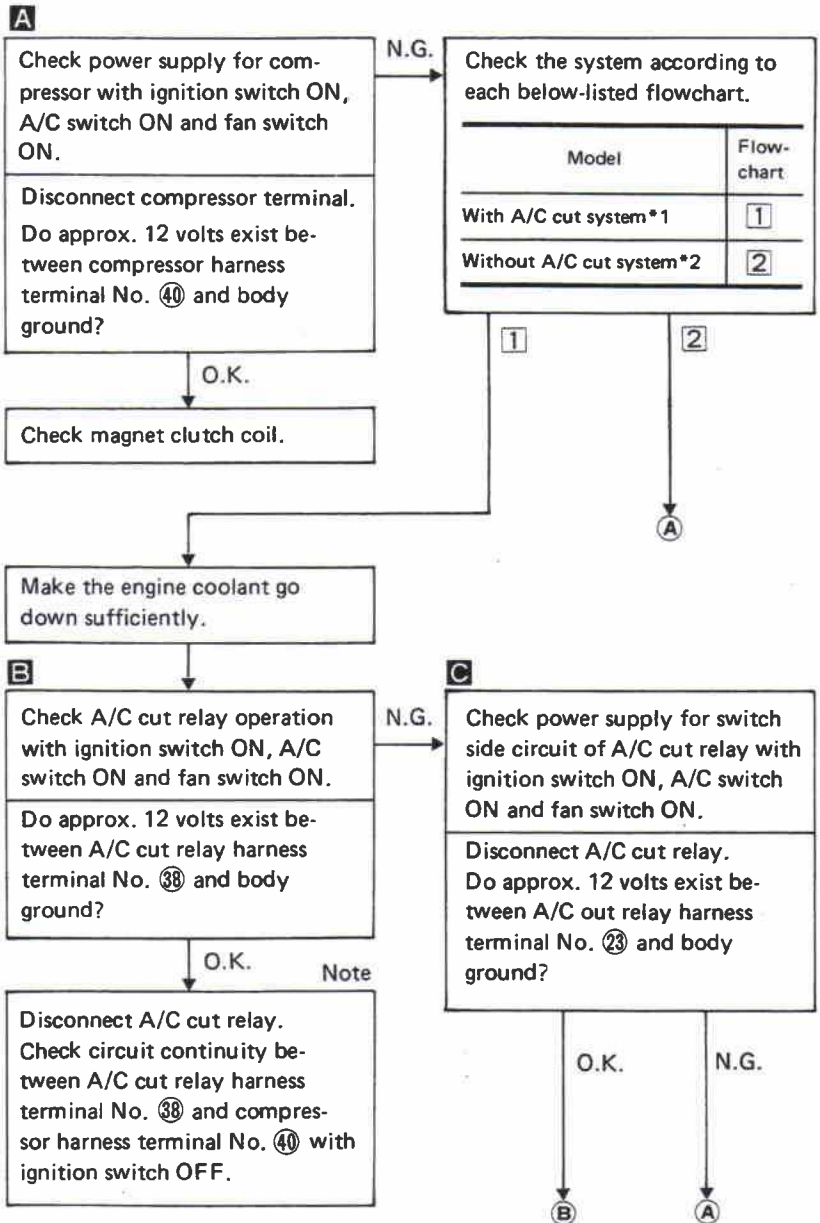 A
Check power supply for com-
pressor with ignition switch ON,
A/C switch ON and fan switch
ON.
Disconnect compressor terminal.
Do approx. 12 volts exist be-
tween compressor harness
terminal No. ㊵ and body
ground?
N.G.
Check the system according to
each below-listed flowchart.
Model
Flow-
chart
With A/C cut system*1
1
Without A/C cut system*2
2
O.K.
Check magnet clutch coil.
1
2
Ⓐ
Make the engine coolant go
down sufficiently.
B
Check A/C cut relay operation
with ignition switch ON, A/C
switch ON and fan switch ON.
Do approx. 12 volts exist be-
tween A/C cut relay harness
terminal No. ㊳ and body
ground?
N.G.
C
Check power supply for switch
side circuit of A/C cut relay with
ignition switch ON, A/C switch
ON and fan switch ON.
Disconnect A/C cut relay.
Do approx. 12 volts exist be-
tween A/C out relay harness
terminal No. ㉓ and body
ground?
O.K.
Note
Disconnect A/C cut relay.
Check circuit continuity be-
tween A/C cut relay harness
terminal No. ㊳ and compres-
sor harness terminal No. ㊵ with
ignition switch OFF.
O.K.
N.G.
Ⓑ
Ⓐ